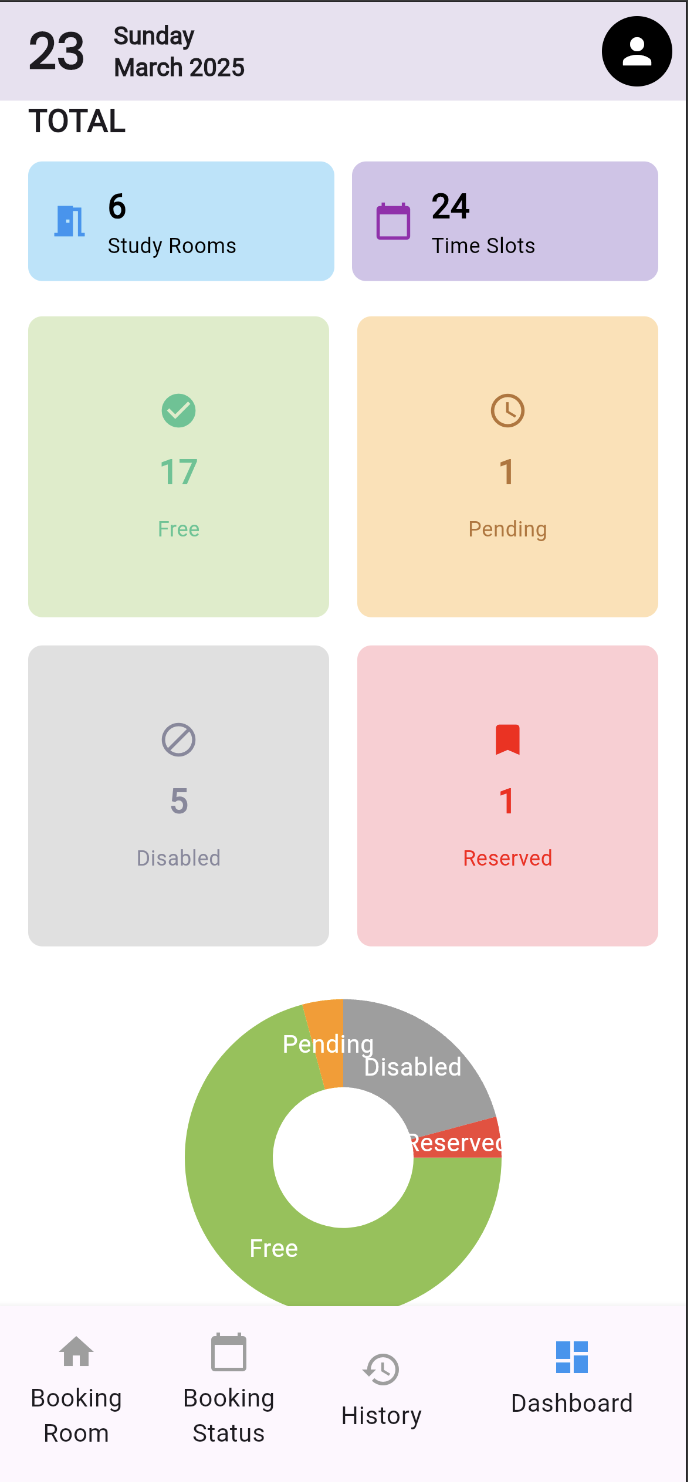 23
Sunday
March 2025
TOTAL
6
Study Rooms
24
Time Slots
17
Free
1
Pending
5
Disabled
1
Reserved
Pending
Disabled
Reserved
Free
Booking
Room
Booking
Status
History
Dashboard